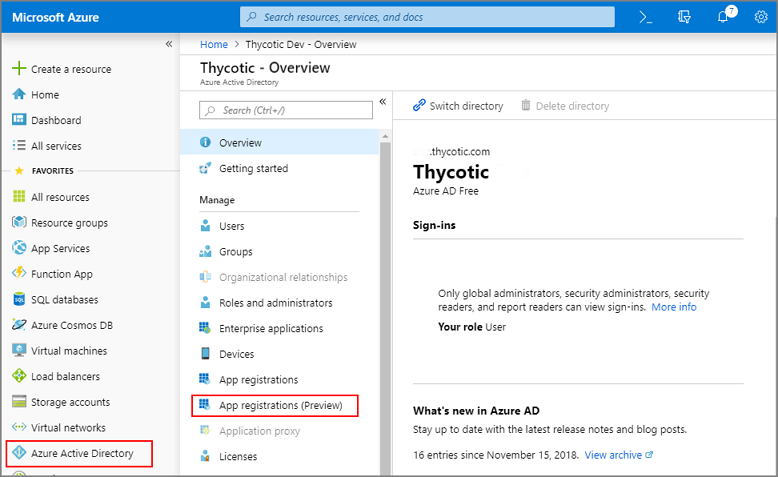 Microsoft Azure
Search resources, services, and docs
7
Create a resource
Home
Dashboard
All services
FAVORITES
All resources
Resource groups
App Services
Function App
SQL databases
Azure Cosmos DB
Virtual machines
Load balancers
Storage accounts
Virtual networks
Azure Active Directory
Home > Thycotic Dev - Overview
Thycotic - Overview
Azure Active Directory
Search (Ctrl+/)
Overview
Getting started
Manage
Users
Groups
Organizational relationships
Roles and administrators
Enterprise applications
Devices
App registrations
App registrations (Preview)
Application proxy
Licenses
Switch directory
Delete directory
.thycotic.com
Thycotic
Azure AD Free
Sign-ins
Only global administrators, security administrators, security
readers, and report readers can view sign-ins. More info
Your role User
What's new in Azure AD
Stay up to date with the latest release notes and blog posts.
16 entries since November 15, 2018. View archive